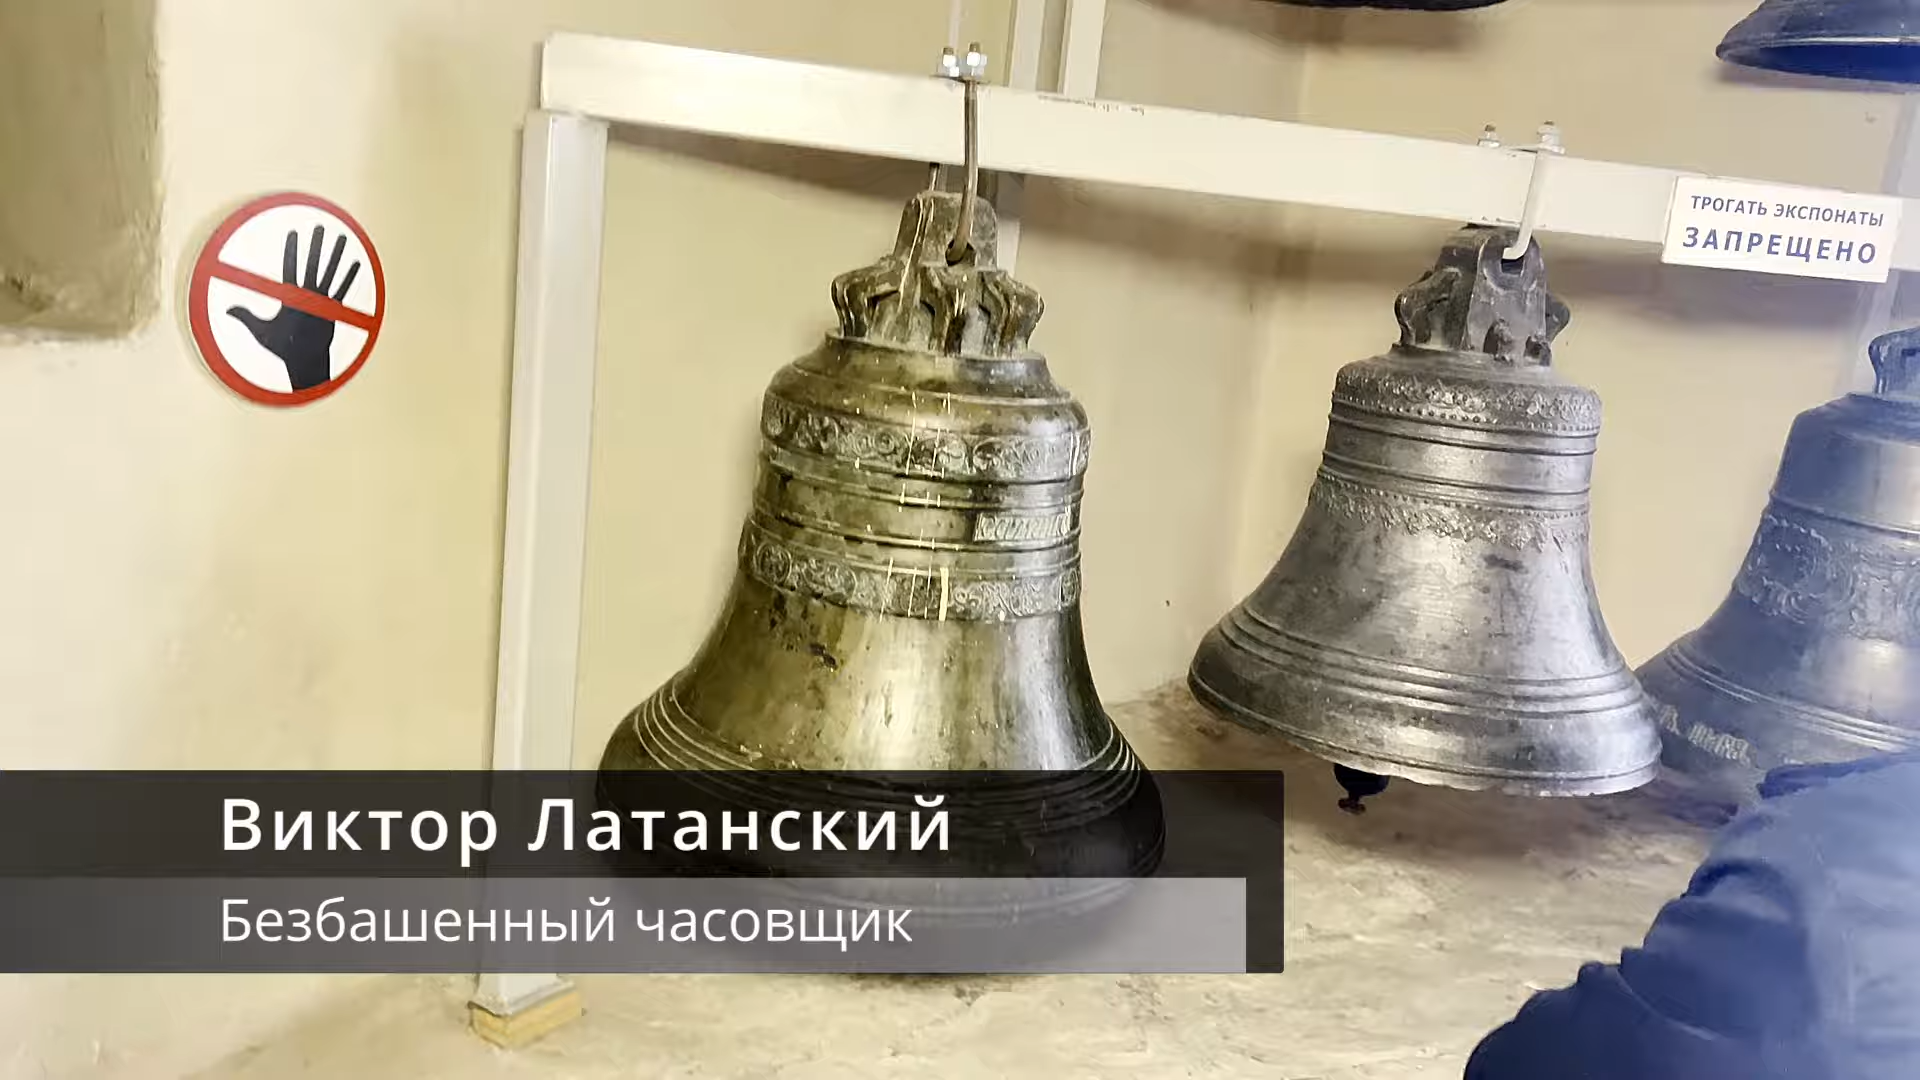 ТРОГАТЬ ЭКСПОНАТЫ
ЗАПРЕЩЕНО
Виктор Латанский
Безбашенный часовщик